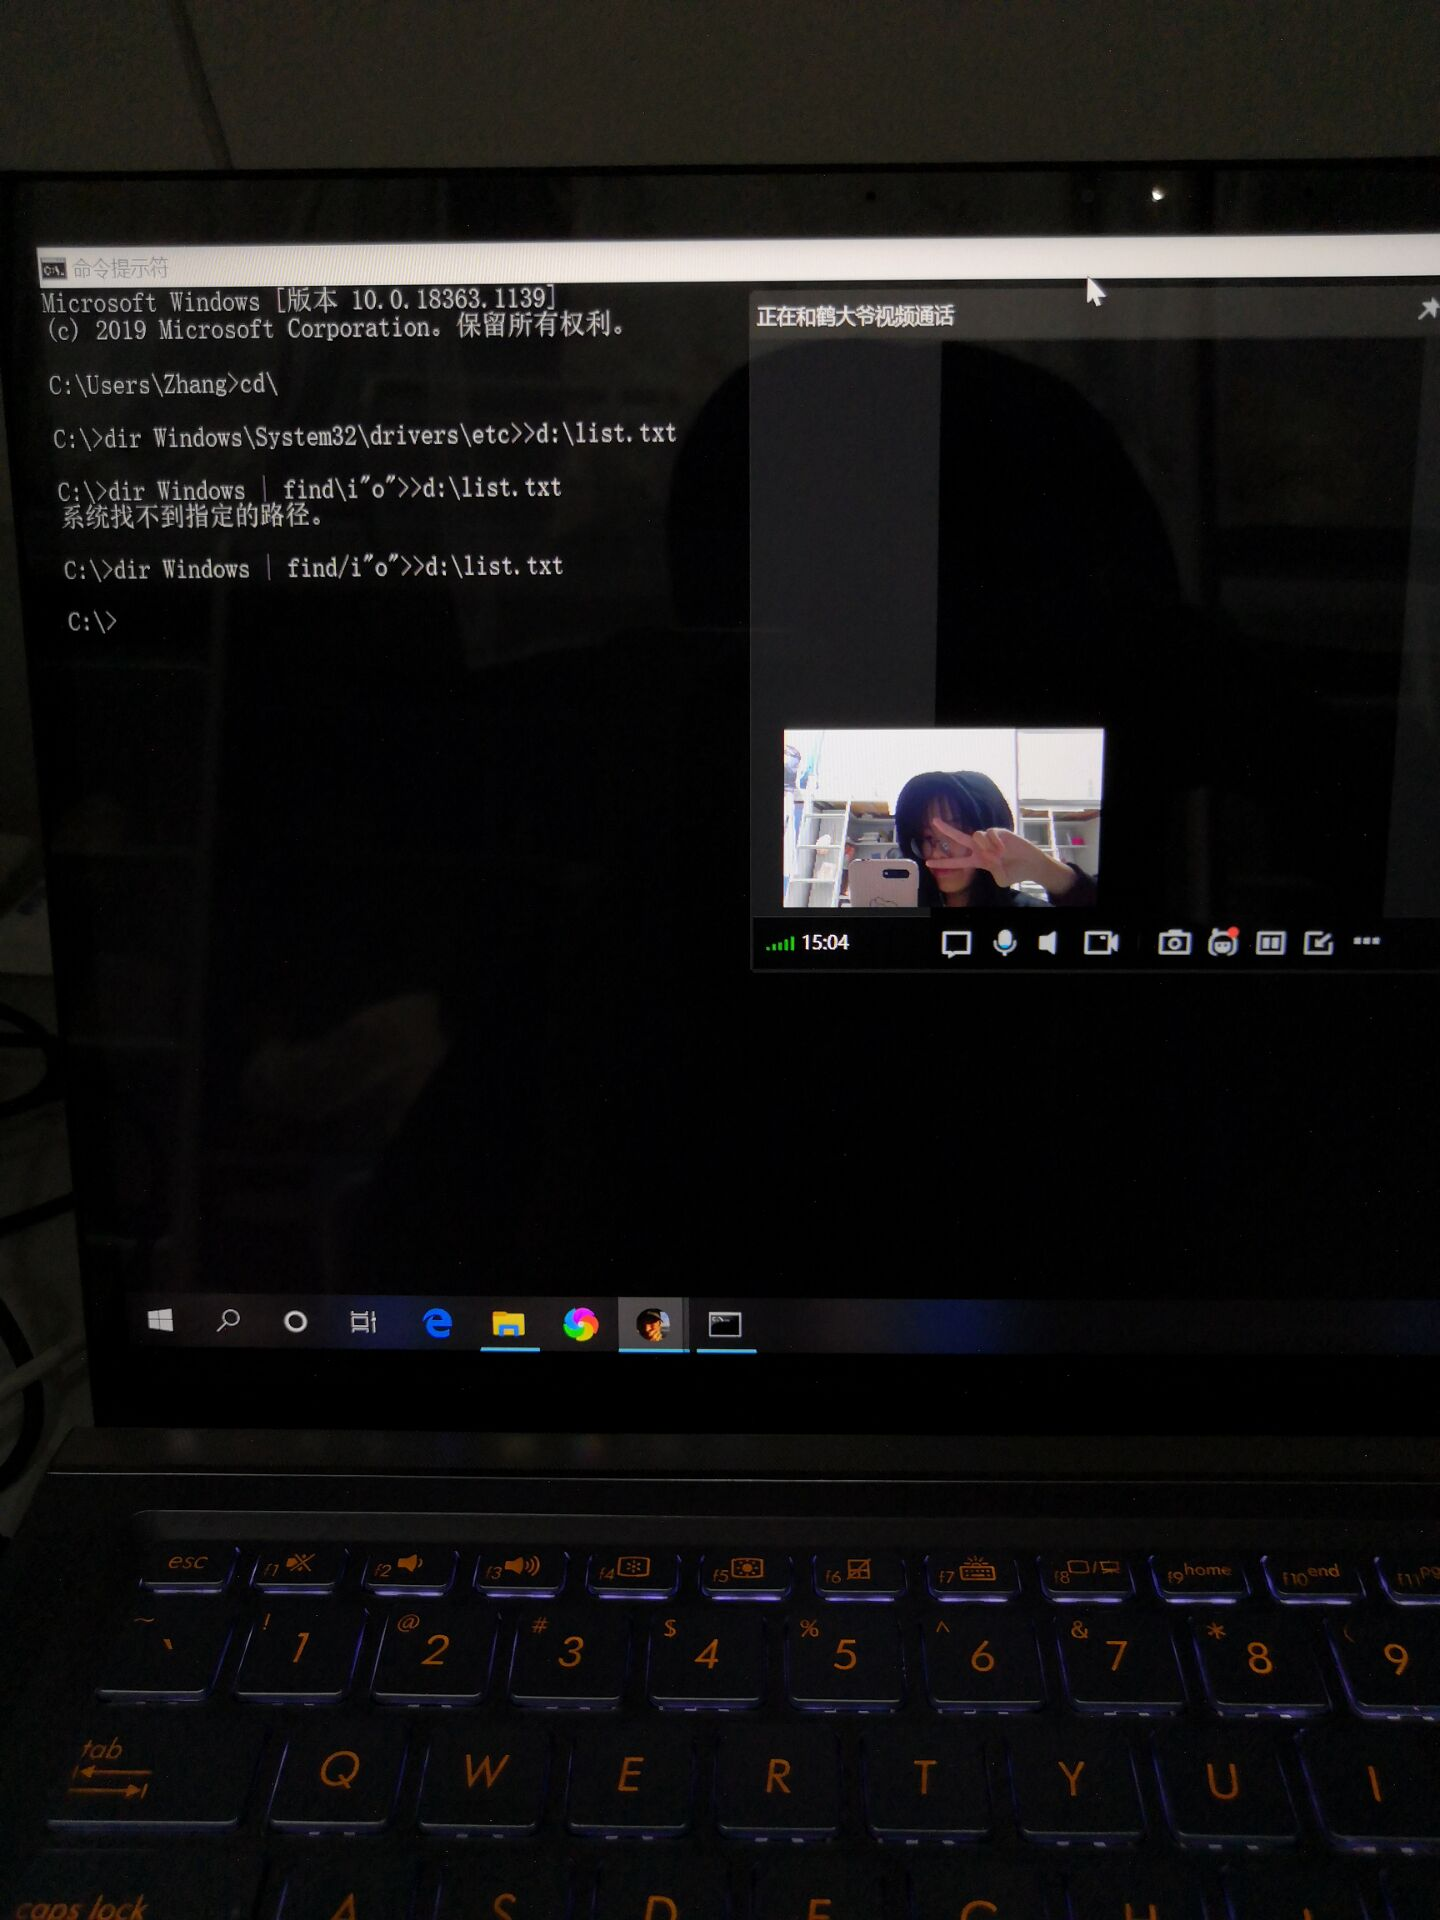 命令提示符
Microsoft Windows [版本 10.0.18363.1139]
(c) 2019 Microsoft Corporation。保留所有权利。
C:\Users\Zhang>cd\
C:\>dir Windows\System32\drivers\etc>>d:\list.txt
C:\>dir Windows | find\i"o">>d:\list.txt
系统找不到指定的路径。
C:\>dir Windows | find/i"o">>d:\list.txt
C:\>
正在和鹤大爷视频通话
15:04
esc f1 f2 f3 f4 f5 f6 f7 f8 f9 home f10 end f11
~ ` ! 1 @ 2 # 3 $ 4 % 5 ^ 6 & 7 * 8 ( 9
tab Q W E R T Y U I
caps lock A S D F G H